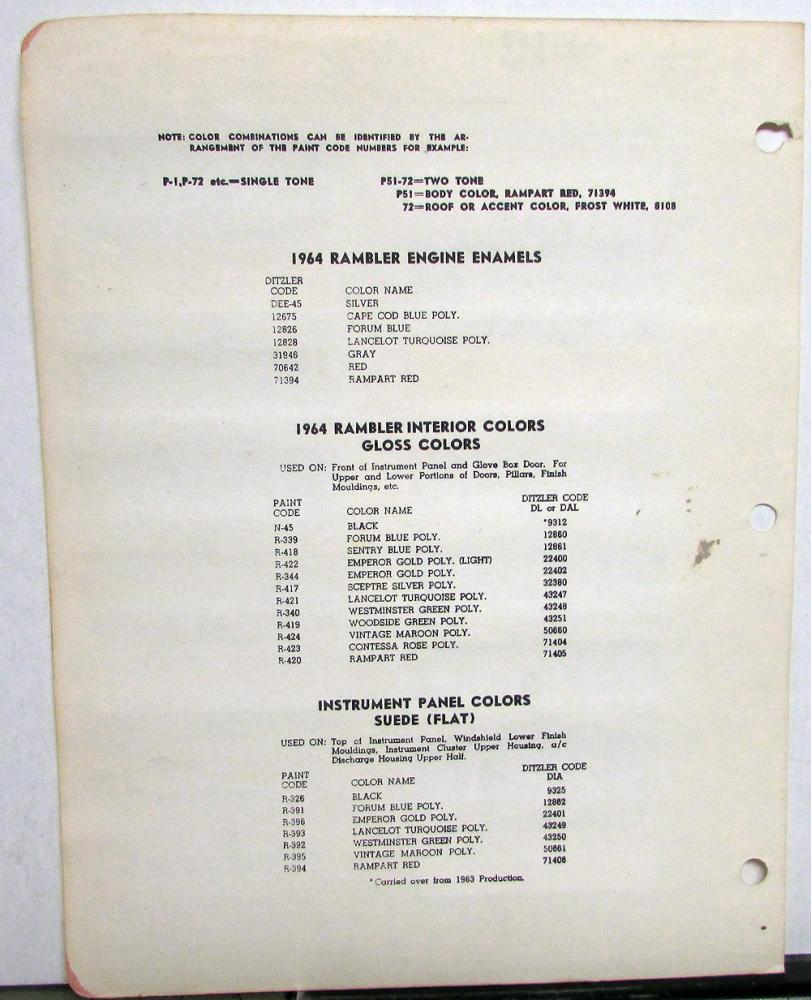 NOTE: COLOR COMBINATIONS CAN BE IDENTIFIED BY THE AR-
RANGEMENT OF THE PAINT CODE NUMBERS FOR EXAMPLE:
P-1,P-72 etc.=SINGLE TONE P51-72=TWO TONE
P51=BODY COLOR, RAMPART RED, 71394
72=ROOF OR ACCENT COLOR, FROST WHITE, 8108
1964 RAMBLER ENGINE ENAMELS
DITZLER
CODE COLOR NAME
DEE-45 SILVER
12675 CAPE COD BLUE POLY.
12826 FORUM BLUE
12828 LANCELOT TURQUOISE POLY.
31946 GRAY
70642 RED
71394 RAMPART RED
1964 RAMBLER INTERIOR COLORS
GLOSS COLORS
USED ON: Front of Instrument Panel and Glove Box Door. For
Upper and Lower Portions of Doors, Pillars, Finish
Mouldings, etc.
PAINT DITZLER CODE
CODE COLOR NAME DL or DAL
N-45 BLACK *9312
R-339 FORUM BLUE POLY. 12860
R-418 SENTRY BLUE POLY. 12861
R-422 EMPEROR GOLD POLY. (LIGHT) 22400
R-344 EMPEROR GOLD POLY. 22402
R-417 SCEPTRE SILVER POLY. 32380
R-421 LANCELOT TURQUOISE POLY. 43247
R-340 WESTMINSTER GREEN POLY. 43248
R-419 WOODSIDE GREEN POLY. 43251
R-424 VINTAGE MAROON POLY. 50660
R-423 CONTESSA ROSE POLY. 71404
R-420 RAMPART RED 71405
INSTRUMENT PANEL COLORS
SUEDE (FLAT)
USED ON: Top of Instrument Panel, Windshield Lower Finish
Mouldings, Instrument Cluster Upper Housing, a/c
Discharge Housing Upper Half.
PAINT DITZLER CODE
CODE COLOR NAME DIA
R-326 BLACK 9325
R-391 FORUM BLUE POLY. 12862
R-396 EMPEROR GOLD POLY. 22401
R-393 LANCELOT TURQUOISE POLY. 43249
R-392 WESTMINSTER GREEN POLY. 43250
R-395 VINTAGE MAROON POLY. 50661
R-394 RAMPART RED 71406
*Carried over from 1963 Production.